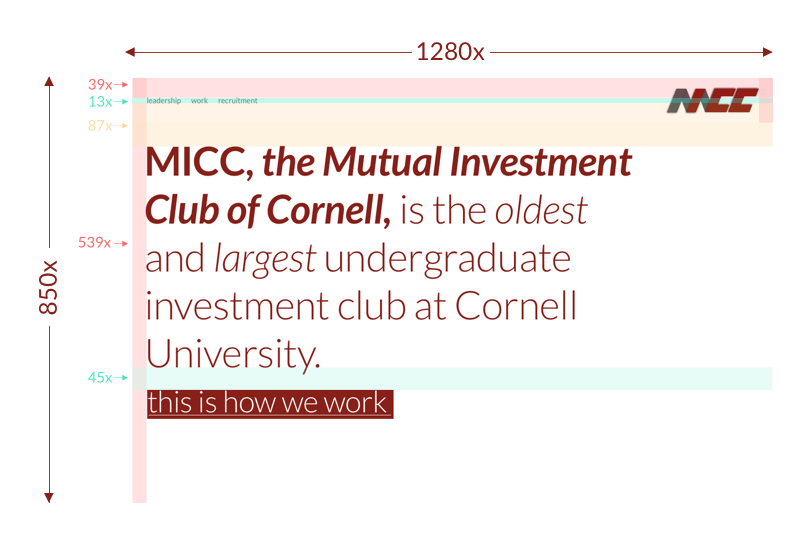 1280x
39x
13x
leadership work recruitment
MICC
87x
MICC, the Mutual Investment
Club of Cornell, is the oldest
539x
and largest undergraduate
850x
investment club at Cornell
University.
45x
this is how we work